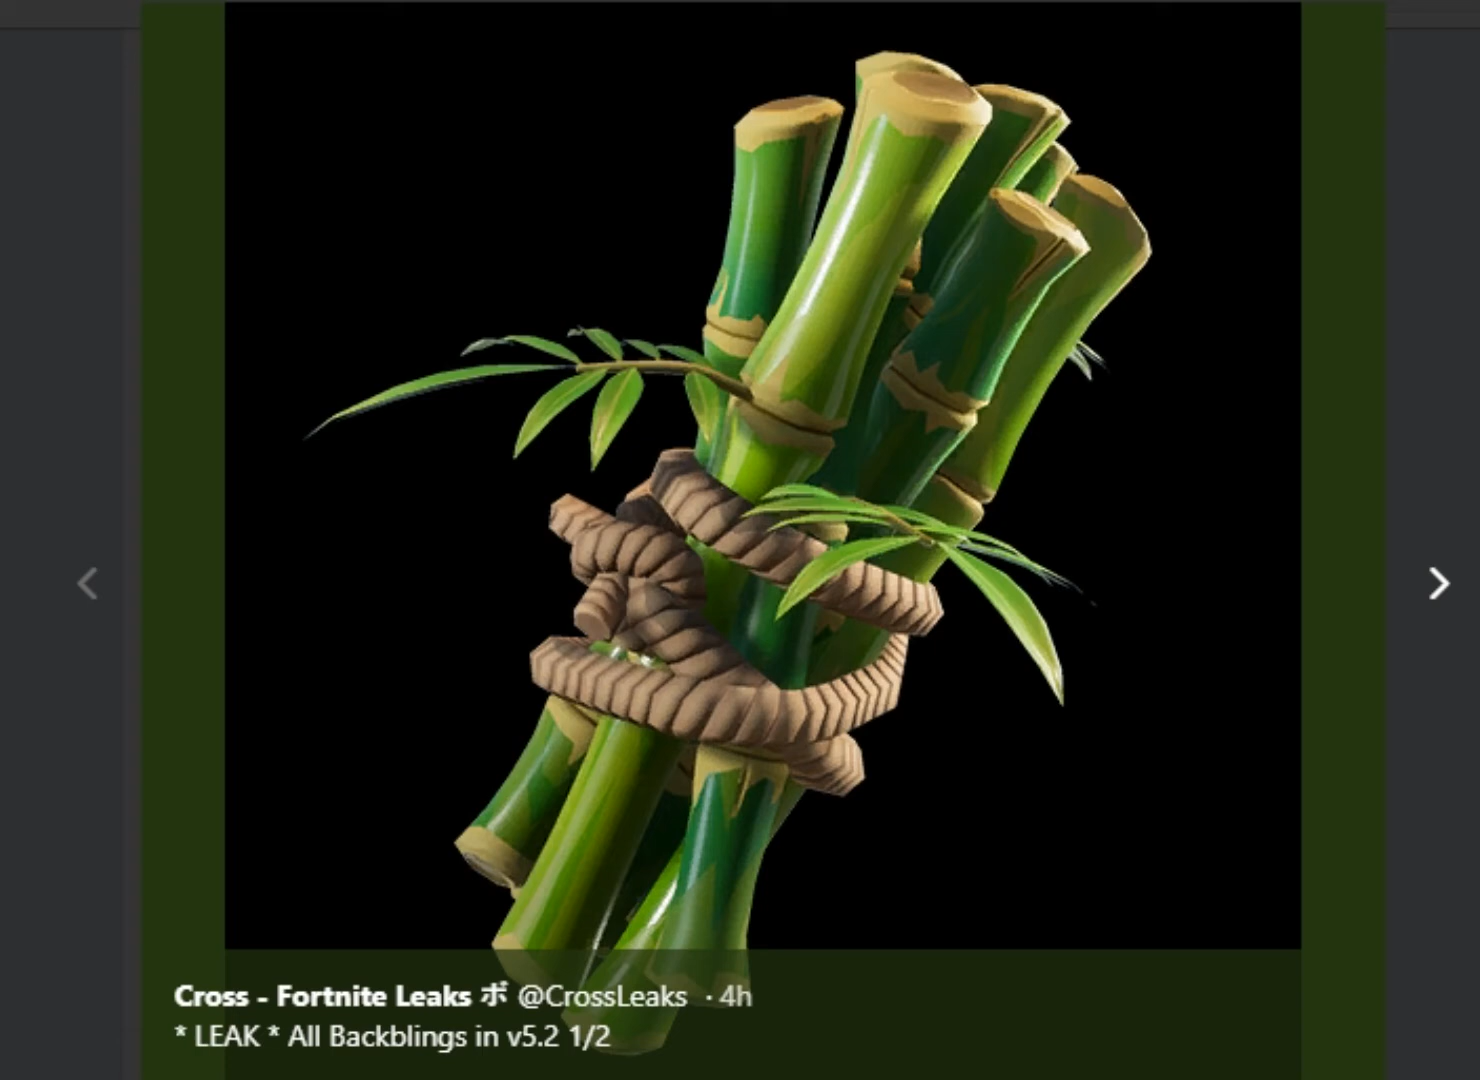 Cross - Fortnite Leaks ボ @CrossLeaks · 4h
* LEAK * All Backblings in v5.2 1/2